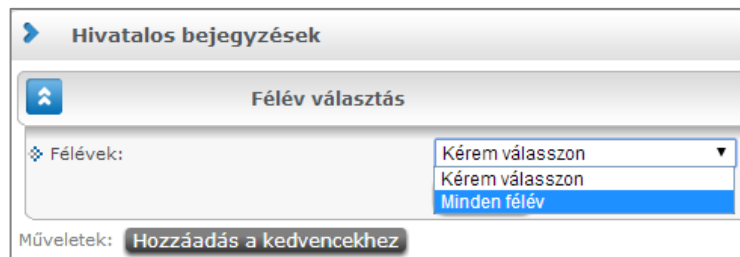 Hivatalos bejegyzések
Félév választás
Félévek: Kérem válasszon
Kérem válasszon
Minden félév
Műveletek: Hozzáadás a kedvencekhez